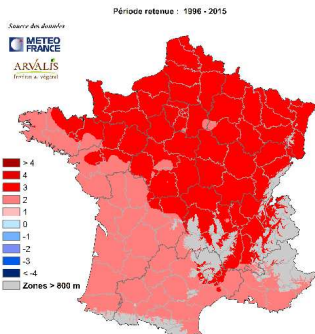 Période retenue : 1996 - 2015
Source des données
METEO
FRANCE
ARVALIS
Institut du végétal
> 4
4
3
2
1
0
-1
-2
-3
< -4
Zones > 800 m